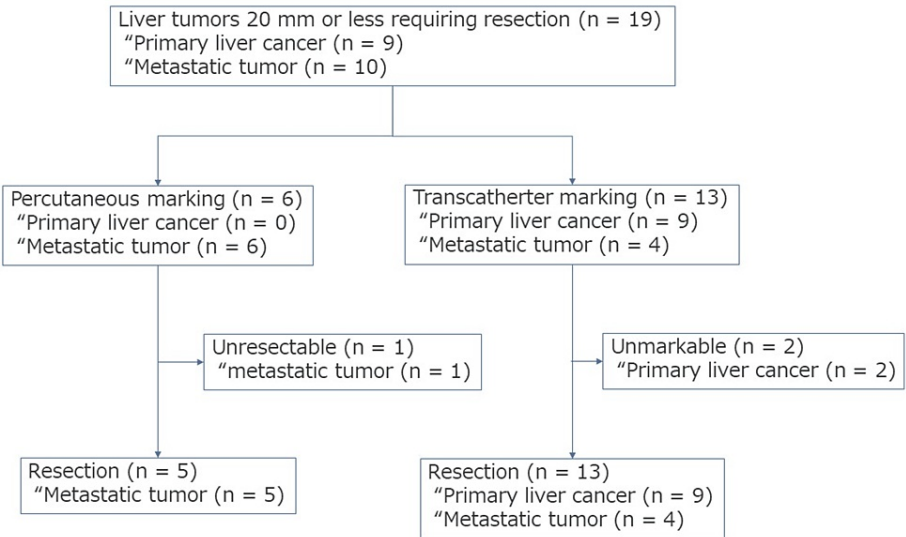 Liver tumors 20 mm or less requiring resection (n = 19)
“Primary liver cancer (n = 9)
“Metastatic tumor (n = 10)
Percutaneous marking (n = 6)
“Primary liver cancer (n = 0)
“Metastatic tumor (n = 6)
Transcatherter marking (n = 13)
“Primary liver cancer (n = 9)
“Metastatic tumor (n = 4)
Unresectable (n = 1)
“metastatic tumor (n = 1)
Unmarkable (n = 2)
“Primary liver cancer (n = 2)
Resection (n = 5)
“Metastatic tumor (n = 5)
Resection (n = 13)
“Primary liver cancer (n = 9)
“Metastatic tumor (n = 4)